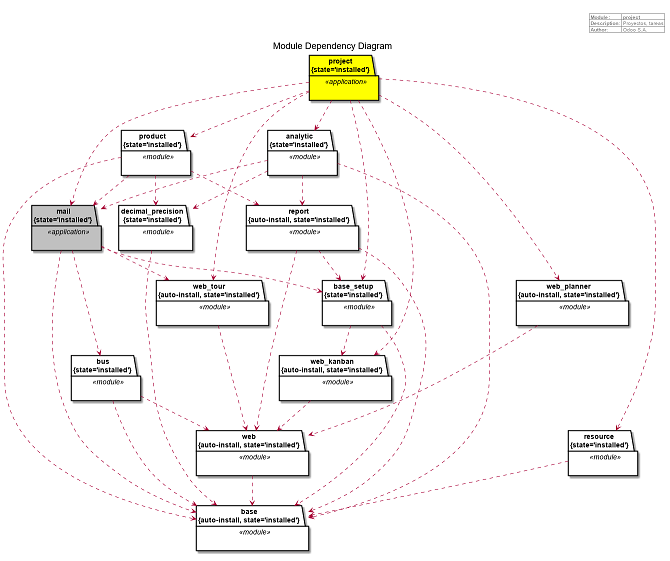 Module: project
Description: Proyectos, tareas
Author: Odoo S.A.
Module Dependency Diagram
project
{state='installed'}
«application»
product
{state='installed'}
«module»
analytic
{state='installed'}
«module»
mail
{state='installed'}
«application»
decimal_precision
{state='installed'}
«module»
report
{auto-install, state='installed'}
«module»
web_tour
{auto-install, state='installed'}
«module»
base_setup
{state='installed'}
«module»
web_planner
{auto-install, state='installed'}
«module»
bus
{state='installed'}
«module»
web_kanban
{auto-install, state='installed'}
«module»
web
{auto-install, state='installed'}
«module»
resource
{state='installed'}
«module»
base
{auto-install, state='installed'}
«module»